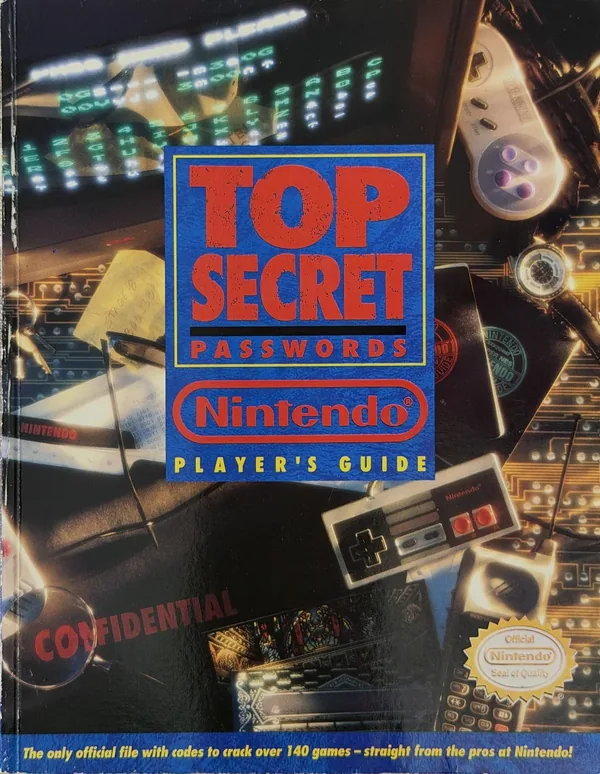 TOP
SECRET
PASSWORDS
Nintendo®
PLAYER'S GUIDE
NINTENDO
NINTENDO
Nintendo®
CONFIDENTIAL
Official
Nintendo®
Seal of Quality
The only official file with codes to crack over 140 games – straight from the pros at Nintendo!